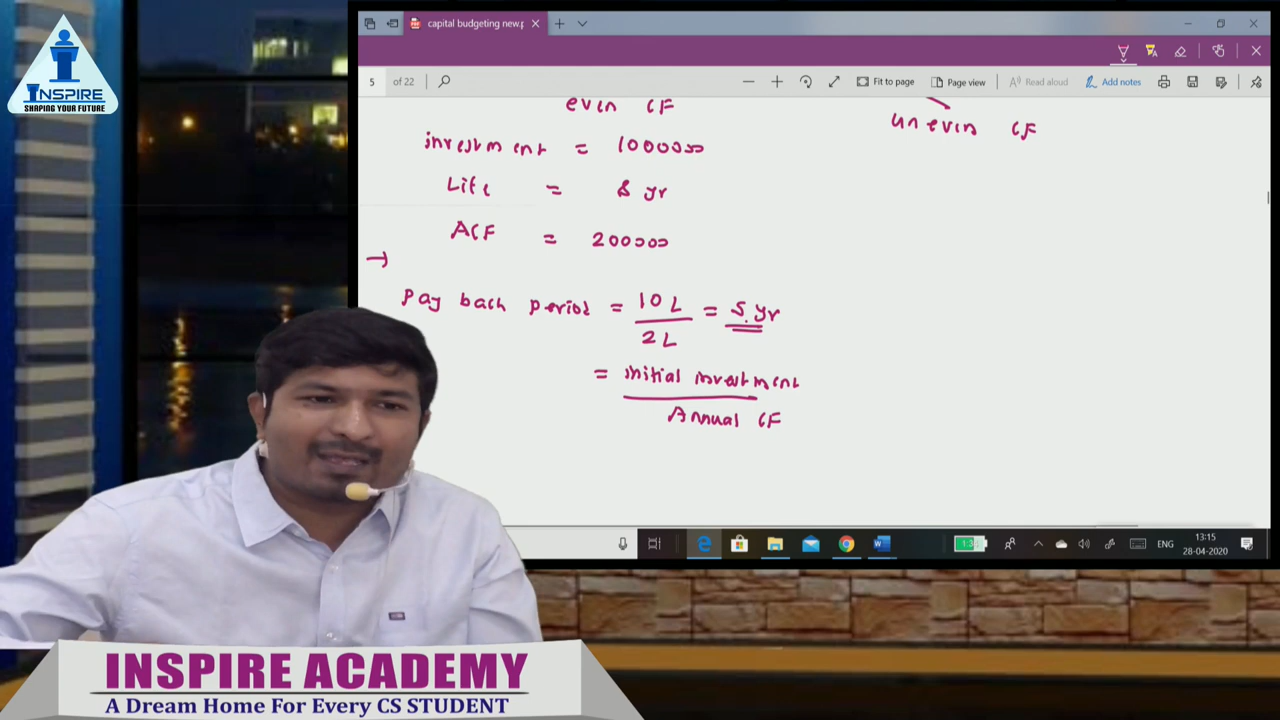 INSPIRE
SHAPING YOUR FUTURE
capital budgeting new.p
5 of 22
Fit to page
Page view
Read aloud
Add notes
even CF
uneven CF
investment = 1000000
Life = 8 yr
ACF = 200000
→
Pay back period = 10 L / 2 L = 5 yr
= initial investment / Annual CF
ENG
13:15
28-04-2020
INSPIRE ACADEMY
A Dream Home For Every CS STUDENT